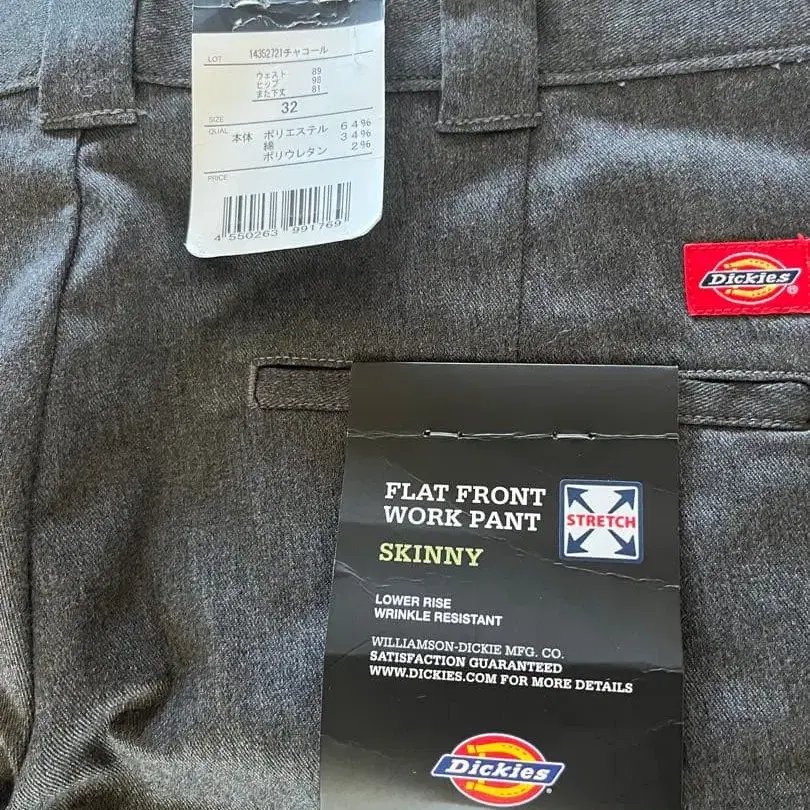 LOT 14352721チャコール
ウェスト 89
ヒップ 98
また下丈 81
SIZE 32
QUAL 本体 ポリエステル 64%
綿 34%
ポリウレタン 2%
PRICE
4 550263 991769
Dickies®
FLAT FRONT
WORK PANT
STRETCH
SKINNY
LOWER RISE
WRINKLE RESISTANT
WILLIAMSON-DICKIE MFG. CO.
SATISFACTION GUARANTEED
WWW.DICKIES.COM FOR MORE DETAILS
Dickies®